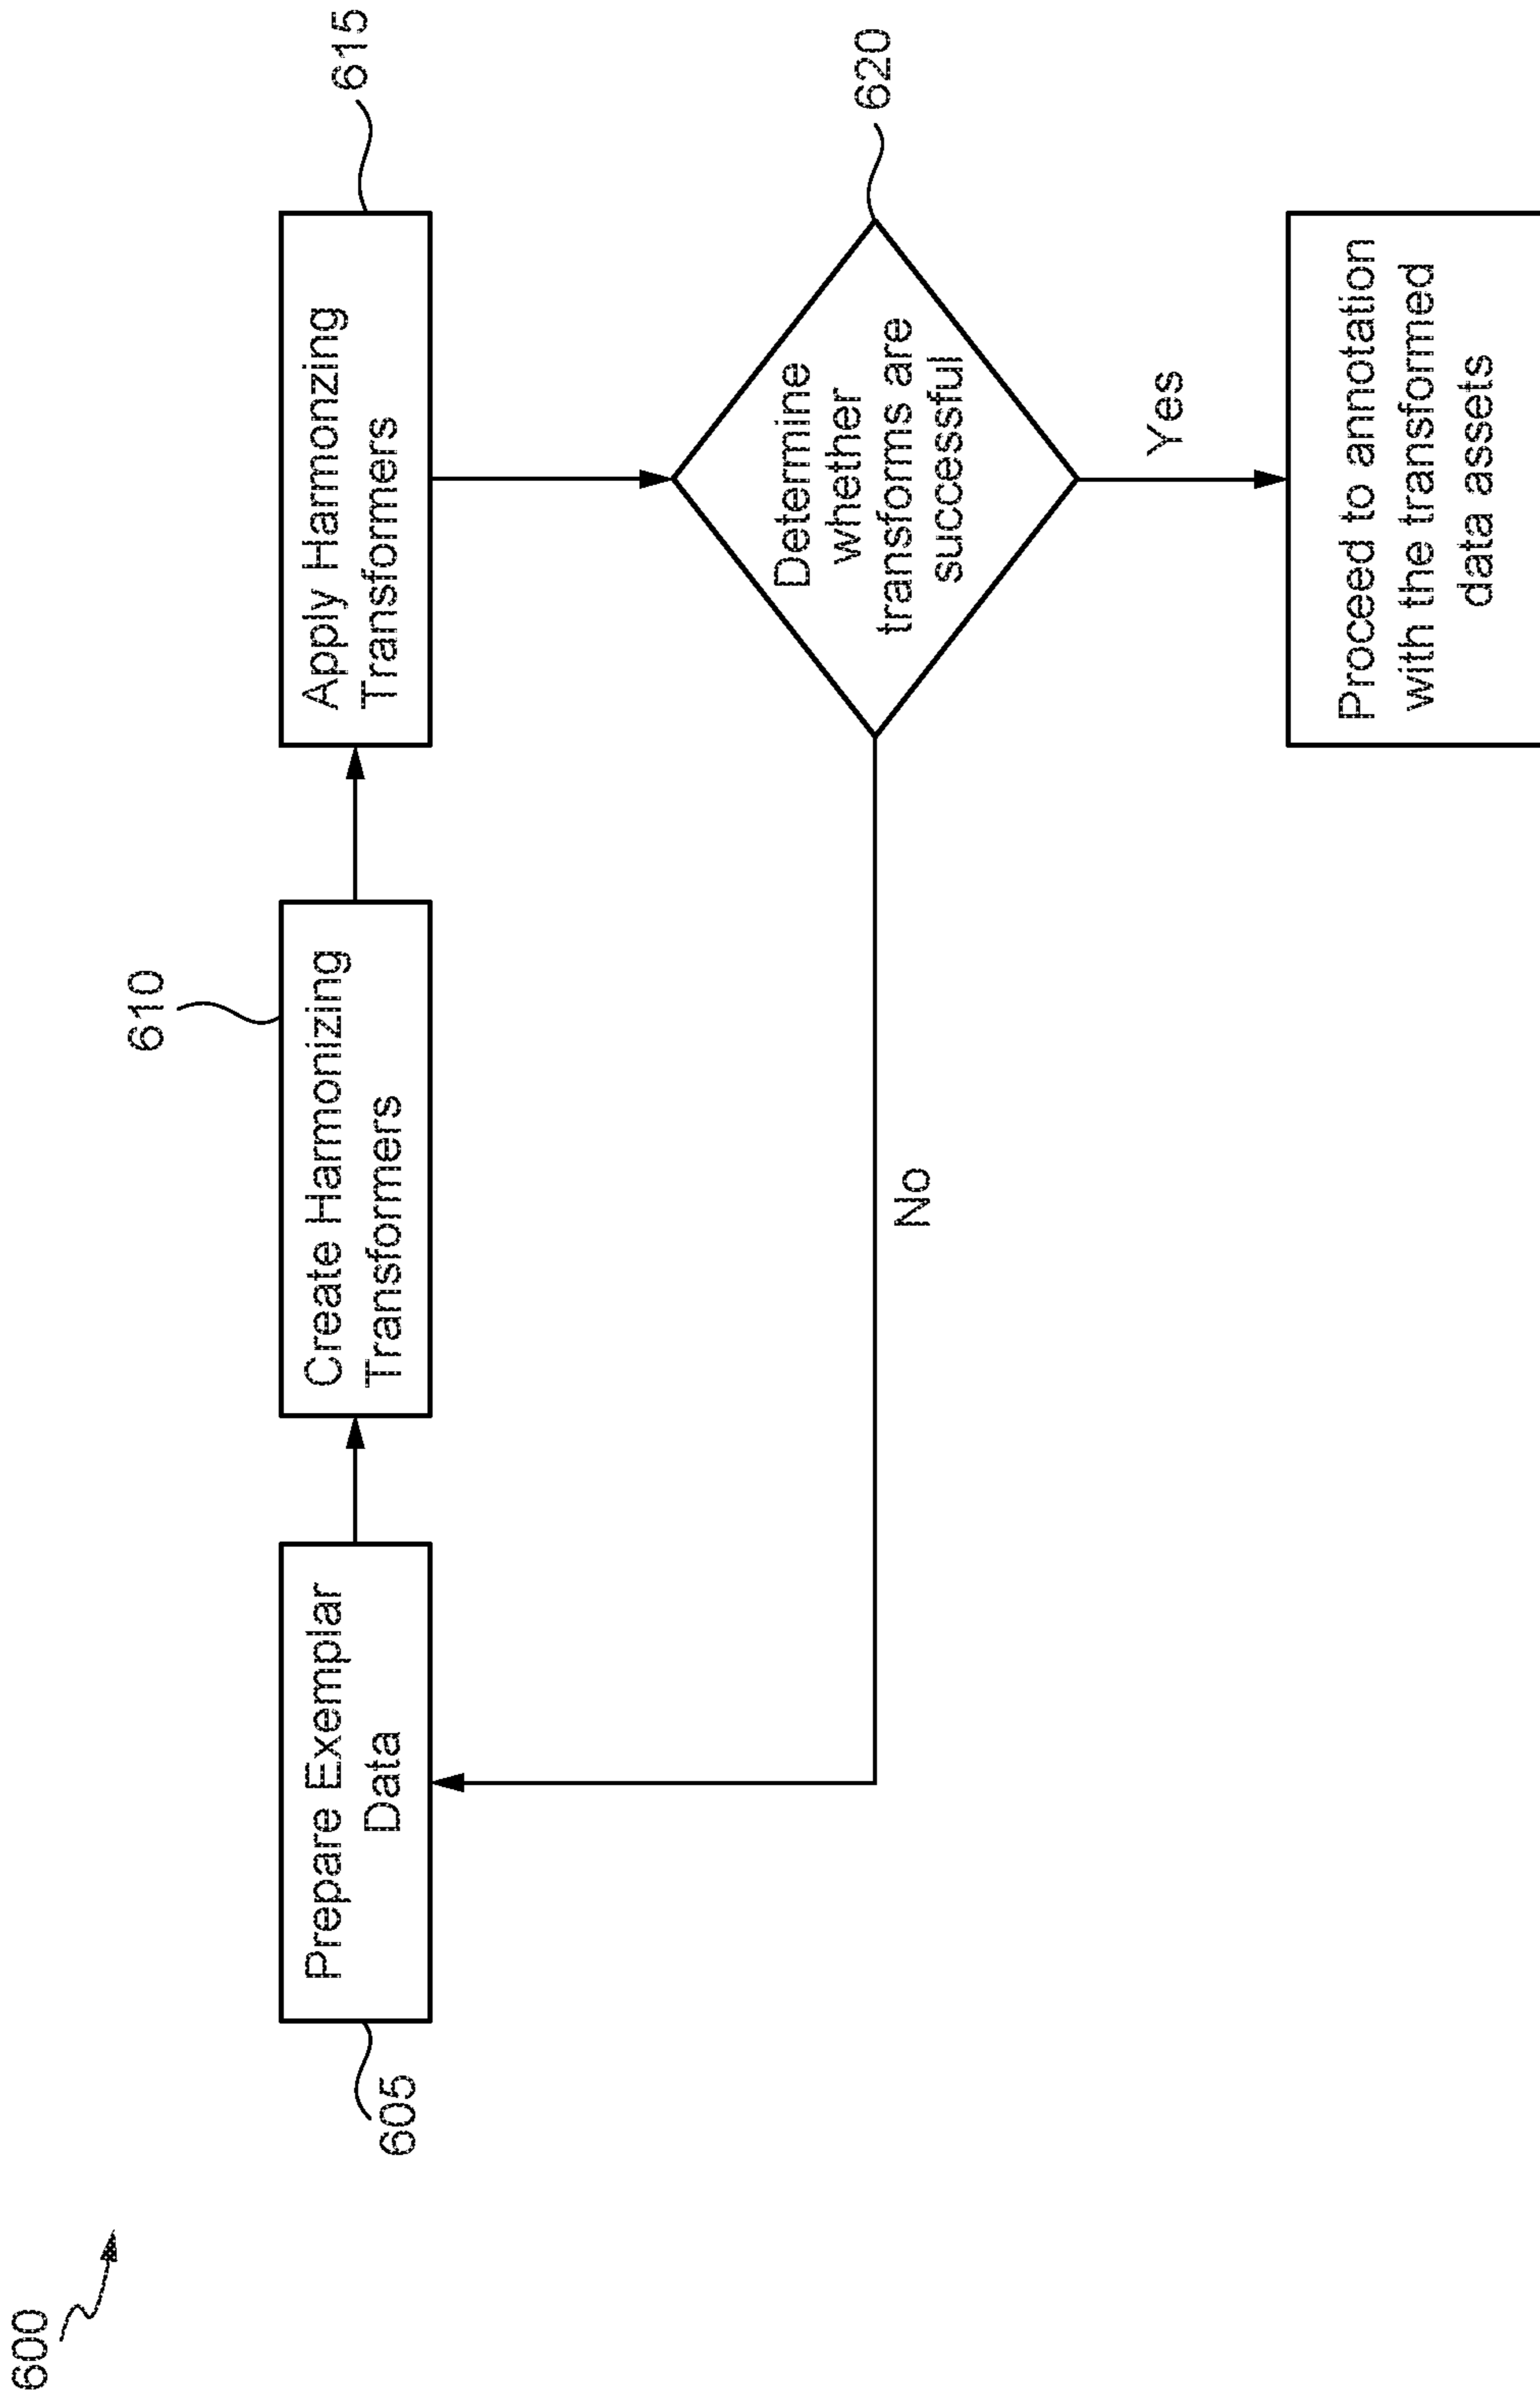 600
605
Prepare Exemplar
Data
610
Create Harmonizing
Transformers
615
Apply Harmonzing
Transformers
620
Determine
whether
transforms are
successful
No
Yes
Proceed to annotation
with the transformed
data assets